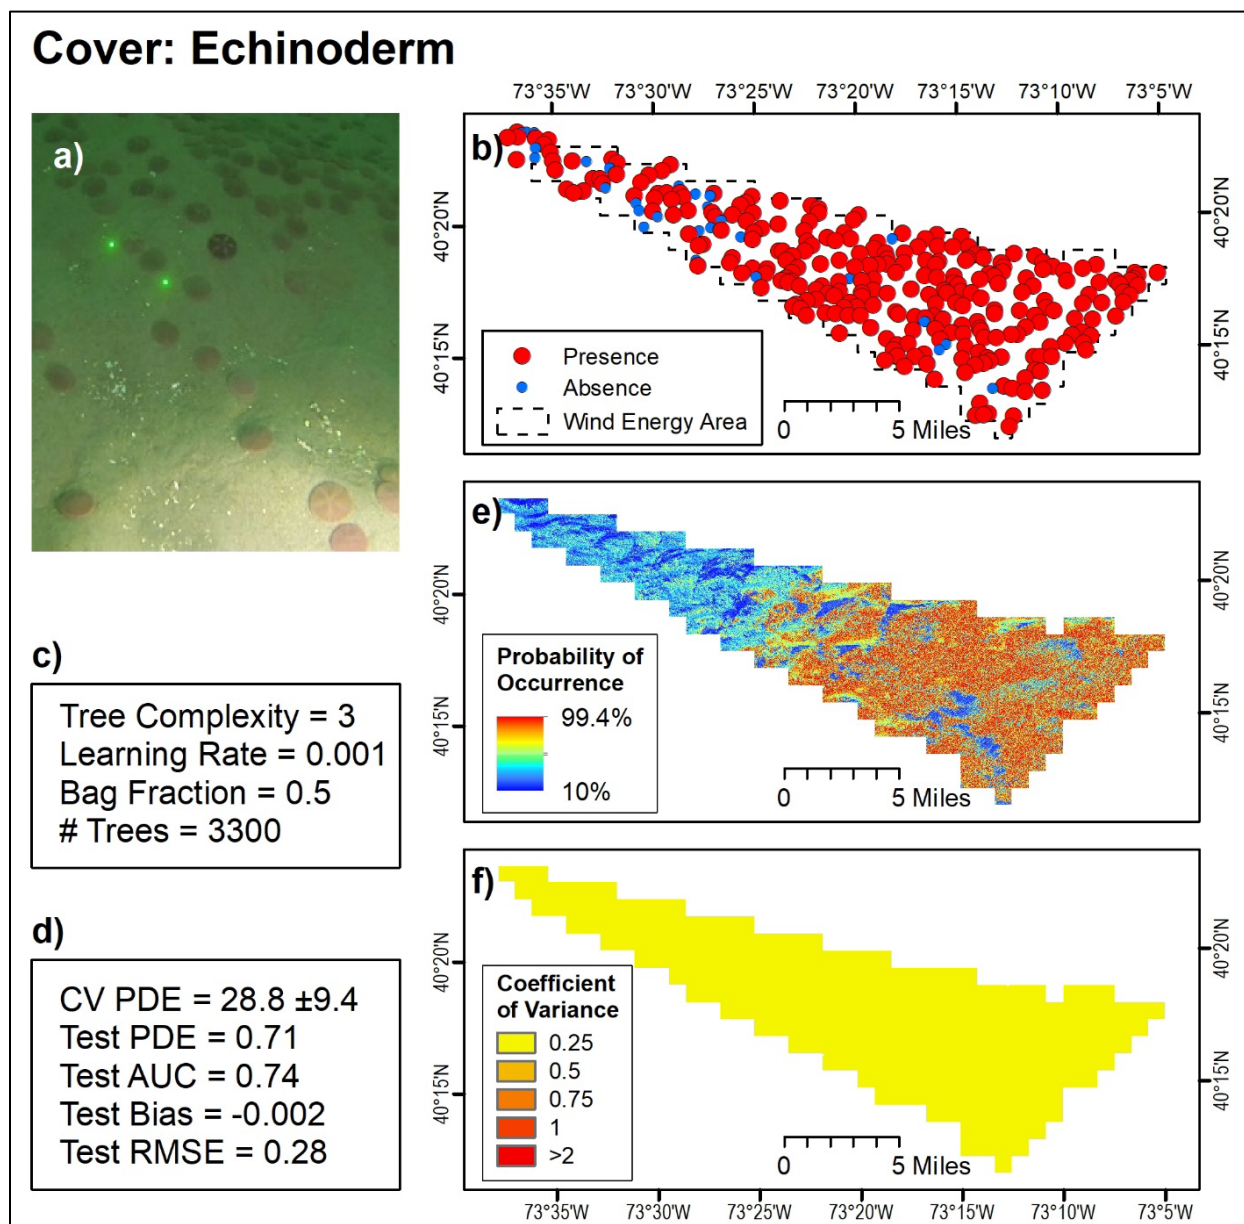 Cover: Echinoderm
a)
73°35'W 73°30'W 73°25'W 73°20'W 73°15'W 73°10'W 73°5'W
b)
40°20'N
40°15'N
40°20'N
40°15'N
Presence
Absence
Wind Energy Area
0 5 Miles
c)
Tree Complexity = 3
Learning Rate = 0.001
Bag Fraction = 0.5
# Trees = 3300
e)
40°20'N
40°15'N
40°20'N
40°15'N
Probability of
Occurrence
99.4%
10%
0 5 Miles
d)
CV PDE = 28.8 ±9.4
Test PDE = 0.71
Test AUC = 0.74
Test Bias = -0.002
Test RMSE = 0.28
f)
40°20'N
40°15'N
40°20'N
40°15'N
Coefficient
of Variance
0.25
0.5
0.75
1
>2
0 5 Miles
73°35'W 73°30'W 73°25'W 73°20'W 73°15'W 73°10'W 73°5'W